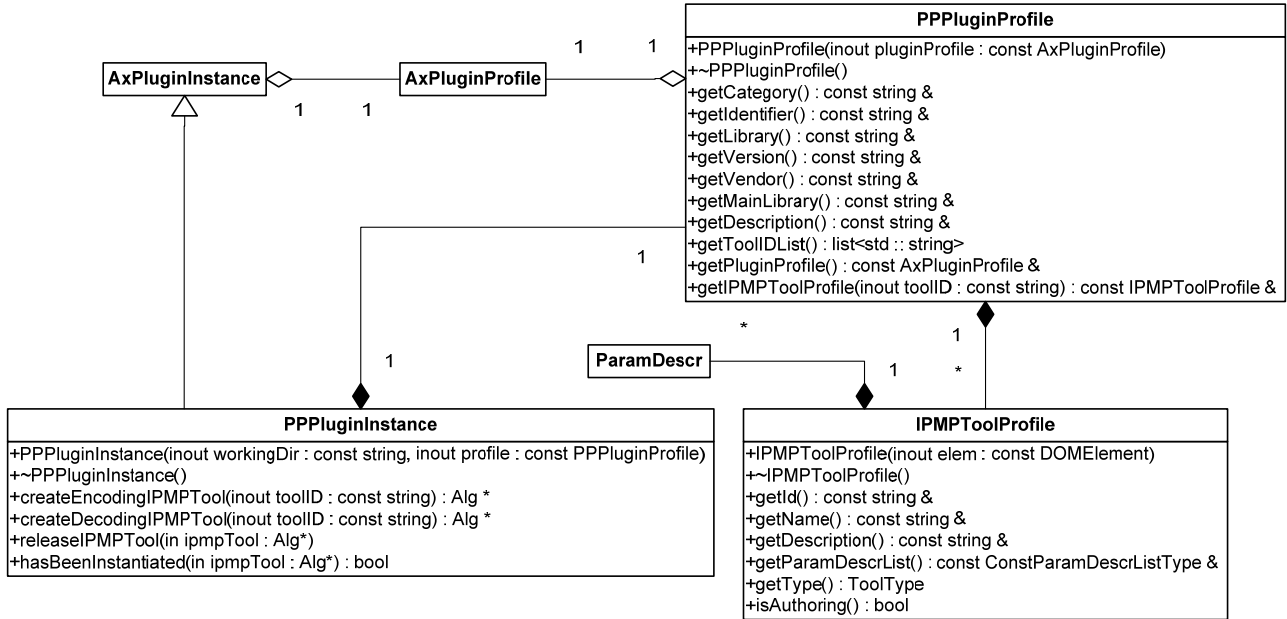 PPPluginProfile
+PPPluginProfile(inout pluginProfile : const AxPluginProfile)
+~PPPluginProfile()
+getCategory() : const string &
+getIdentifier() : const string &
+getLibrary() : const string &
+getVersion() : const string &
+getVendor() : const string &
+getMainLibrary() : const string &
+getDescription() : const string &
+getToolIDList() : list<std :: string>
+getPluginProfile() : const AxPluginProfile &
+getIPMPToolProfile(inout toolID : const string) : const IPMPToolProfile &
AxPluginInstance
AxPluginProfile
1
1
1
1
1
1
*
1
*
1
ParamDescr
PPPluginInstance
+PPPluginInstance(inout workingDir : const string, inout profile : const PPPluginProfile)
+~PPPluginInstance()
+createEncodingIPMPTool(inout toolID : const string) : Alg *
+createDecodingIPMPTool(inout toolID : const string) : Alg *
+releaseIPMPTool(in ipmpTool : Alg*)
+hasBeenInstantiated(in ipmpTool : Alg*) : bool
IPMPToolProfile
+IPMPToolProfile(inout elem : const DOMElement)
+~IPMPToolProfile()
+getId() : const string &
+getName() : const string &
+getDescription() : const string &
+getParamDescrList() : const ConstParamDescrListType &
+getType() : ToolType
+isAuthoring() : bool